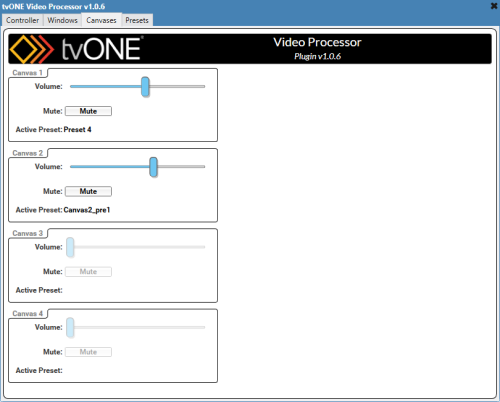 tvONE Video Processor v1.0.6
Controller Windows Canvases Presets
tvONE®
Video Processor
Plugin v1.0.6
Canvas 1
Volume:
Mute: Mute
Active Preset: Preset 4
Canvas 2
Volume:
Mute: Mute
Active Preset: Canvas2_pre1
Canvas 3
Volume:
Mute: Mute
Active Preset:
Canvas 4
Volume:
Mute: Mute
Active Preset: